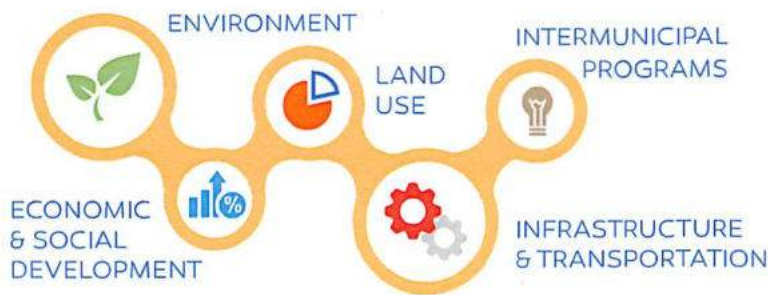 ENVIRONMENT
LAND
USE
INTERMUNICIPAL
PROGRAMS
%
ECONOMIC
& SOCIAL
DEVELOPMENT
INFRASTRUCTURE
& TRANSPORTATION